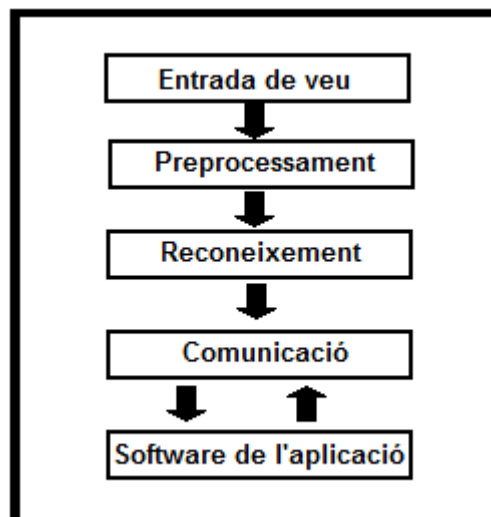 Entrada de veu
Preprocessament
Reconeixement
Comunicació
Software de l'aplicació